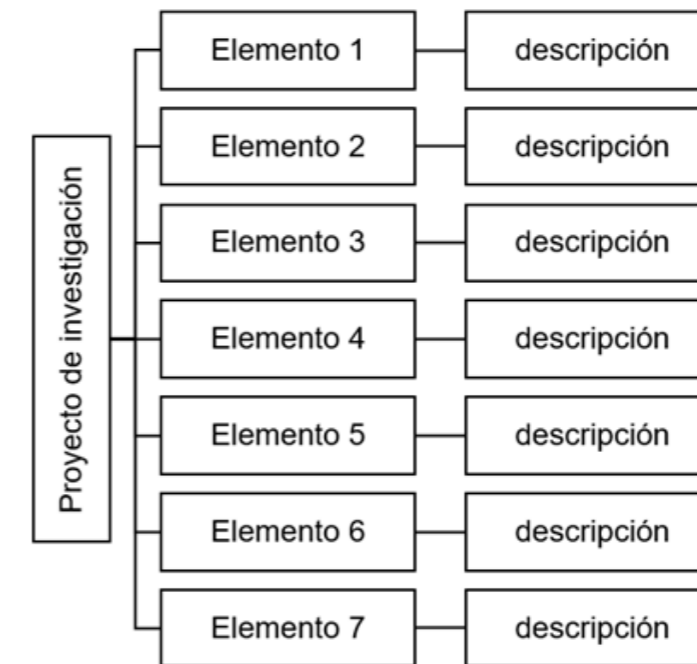 Proyecto de investigación
Elemento 1
descripción
Elemento 2
descripción
Elemento 3
descripción
Elemento 4
descripción
Elemento 5
descripción
Elemento 6
descripción
Elemento 7
descripción